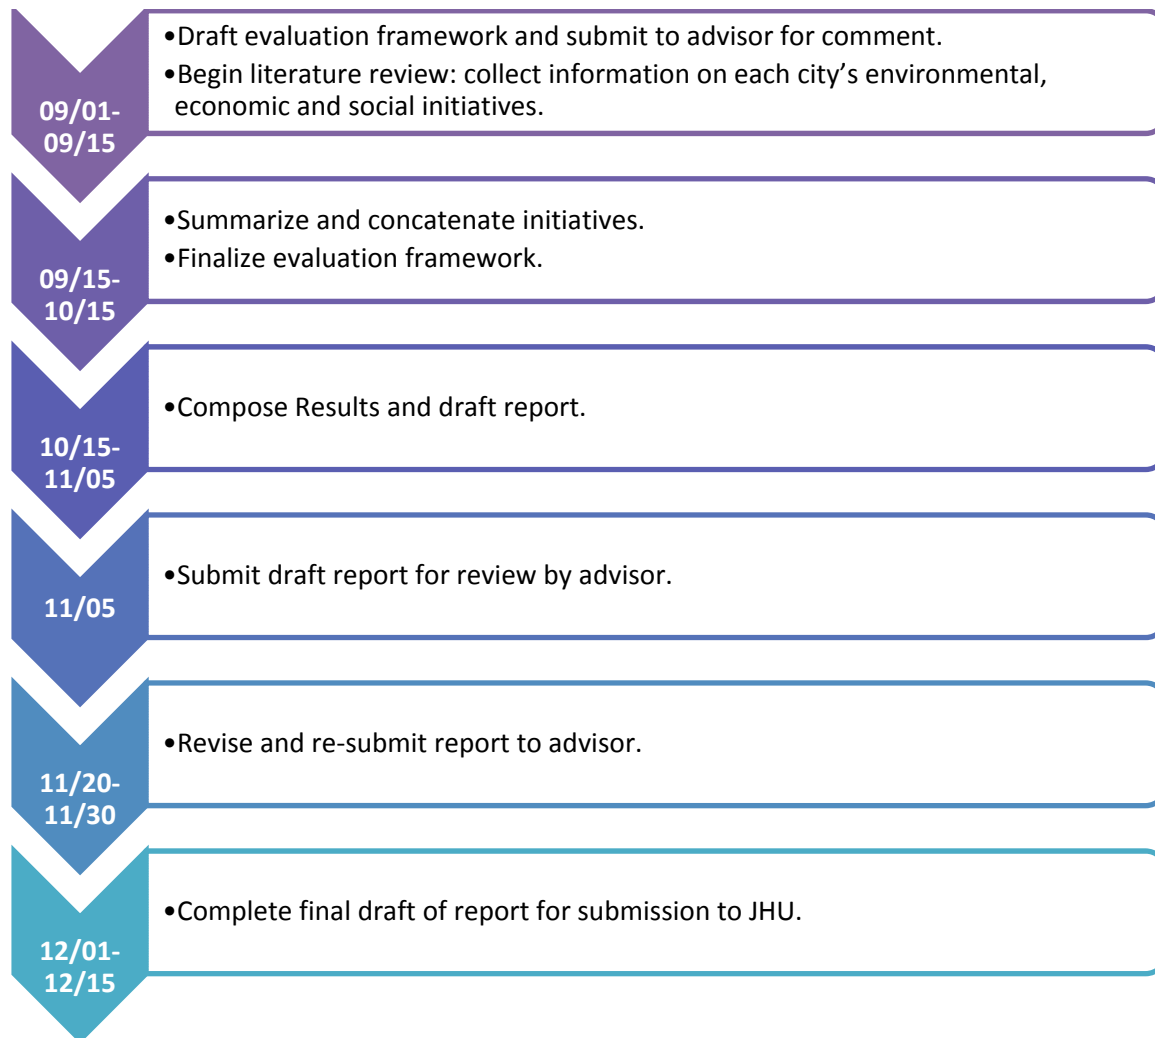 •Draft evaluation framework and submit to advisor for comment.
•Begin literature review: collect information on each city’s environmental,
economic and social initiatives.
09/01-
09/15
•Summarize and concatenate initiatives.
•Finalize evaluation framework.
09/15-
10/15
•Compose Results and draft report.
10/15-
11/05
•Submit draft report for review by advisor.
11/05
•Revise and re-submit report to advisor.
11/20-
11/30
•Complete final draft of report for submission to JHU.
12/01-
12/15